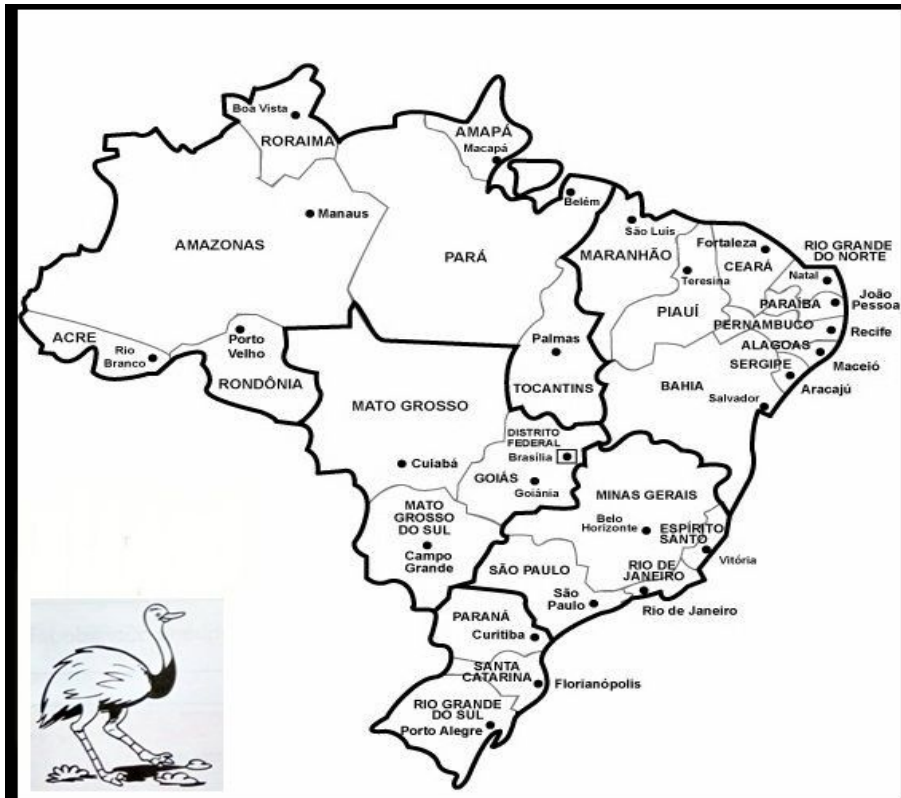 Boa Vista
RORAIMA
AMAPÁ
Macapá
Manaus
AMAZONAS
PARÁ
Belém
São Luis
MARANHÃO
Teresina
PIAUÍ
Fortaleza
CEARÁ
RIO GRANDE
DO NORTE
Natal
PARAÍBA
João
Pessoa
PERNAMBUCO
Recife
ALAGOAS
Maceió
SERGIPE
Aracajú
ACRE
Rio
Branco
Porto
Velho
RONDÔNIA
MATO GROSSO
Cuiabá
Palmas
TOCANTINS
BAHIA
Salvador
DISTRITO
FEDERAL
Brasília
GOIÁS
Goiânia
MATO
GROSSO
DO SUL
Campo
Grande
MINAS GERAIS
Belo
Horizonte
ESPÍRITO
SANTO
Vitória
RIO DE
JANEIRO
Rio de Janeiro
SÃO PAULO
São
Paulo
PARANÁ
Curitiba
SANTA
CATARINA
Florianópolis
RIO GRANDE
DO SUL
Porto Alegre